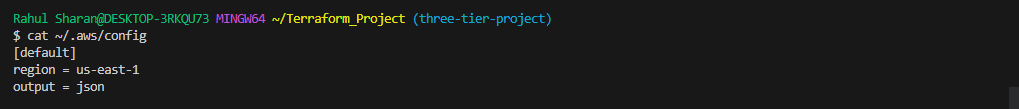 Rahul Sharan@DESKTOP-3RKQU73 MINGW64 ~/Terraform_Project (three-tier-project)
$ cat ~/.aws/config
[default]
region = us-east-1
output = json